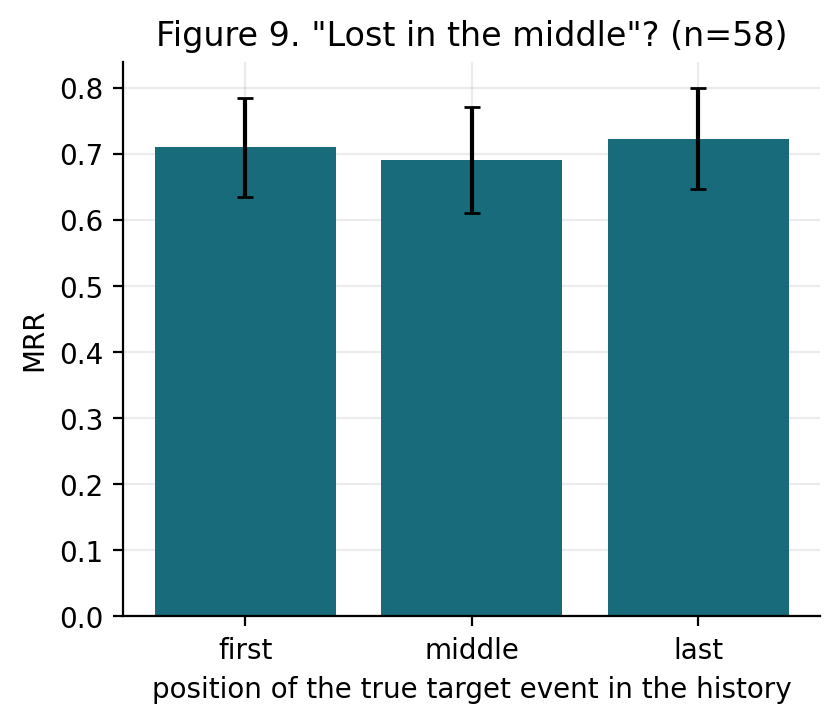 Figure 9. "Lost in the middle"? (n=58)
MRR
0.8
0.7
0.6
0.5
0.4
0.3
0.2
0.1
0.0
first middle last
position of the true target event in the history